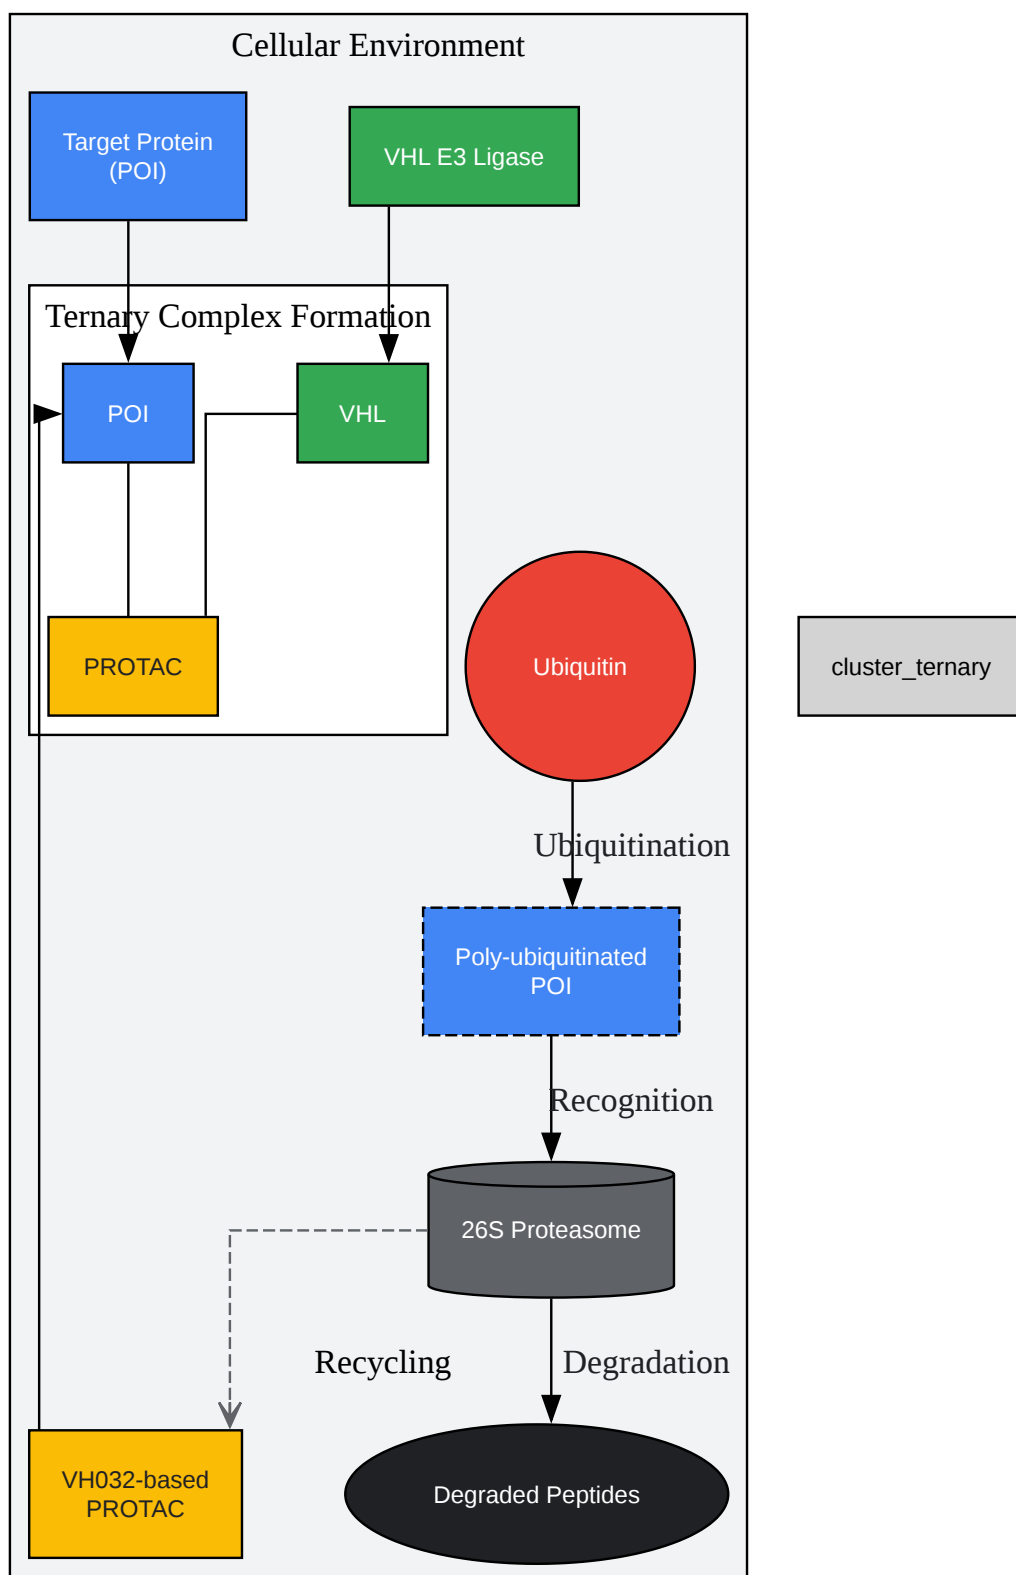 Cellular Environment
Target Protein
(POI)
VHL E3 Ligase
Ternary Complex Formation
POI
VHL
PROTAC
Ubiquitin
cluster_ternary
Ubiquitination
Poly-ubiquitinated
POI
Recognition
26S Proteasome
Recycling
Degradation
VH032-based
PROTAC
Degraded Peptides